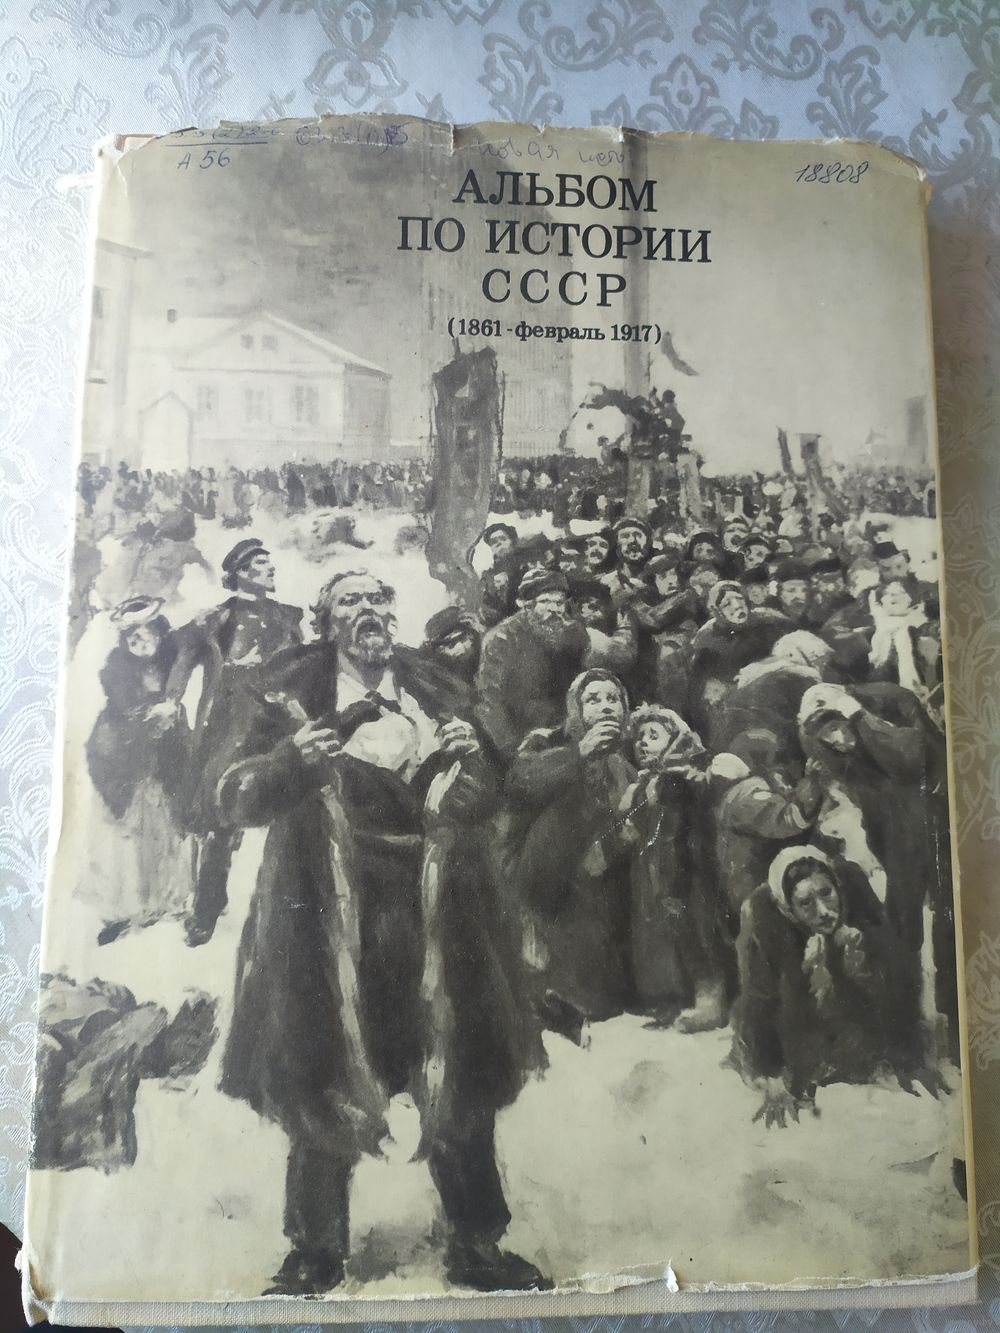 А 56
18808
АЛЬБОМ
ПО ИСТОРИИ
СССР
(1861 - февраль 1917)